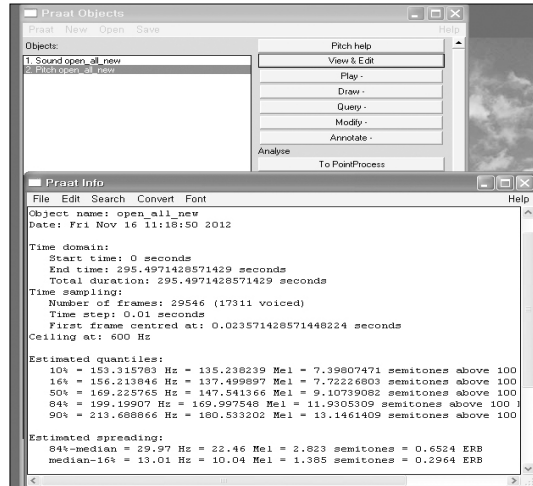 Praat Objects
Praat New Open Save Help
Objects:
1. Sound open_all_new
2. Pitch open_all_new
Pitch help
View & Edit
Play -
Draw -
Query -
Modify -
Annotate -
Analyse
To PointProcess
Praat Info
File Edit Search Convert Font Help
Object name: open_all_new
Date: Fri Nov 16 11:18:50 2012
Time domain:
Start time: 0 seconds
End time: 295.4971428571429 seconds
Total duration: 295.4971428571429 seconds
Time sampling:
Number of frames: 29546 (17311 voiced)
Time step: 0.01 seconds
First frame centred at: 0.023571428571448224 seconds
Ceiling at: 600 Hz
Estimated quantiles:
10% = 153.315783 Hz = 135.238239 Mel = 7.39807471 semitones above 100
16% = 156.213846 Hz = 137.499897 Mel = 7.72226803 semitones above 100
50% = 169.225765 Hz = 147.541366 Mel = 9.10739082 semitones above 100
84% = 199.19907 Hz = 169.997548 Mel = 11.9305309 semitones above 100
90% = 213.688866 Hz = 180.533202 Mel = 13.1461409 semitones above 100
Estimated spreading:
84%-median = 29.97 Hz = 22.46 Mel = 2.823 semitones = 0.6524 ERB
median-16% = 13.01 Hz = 10.04 Mel = 1.385 semitones = 0.2964 ERB